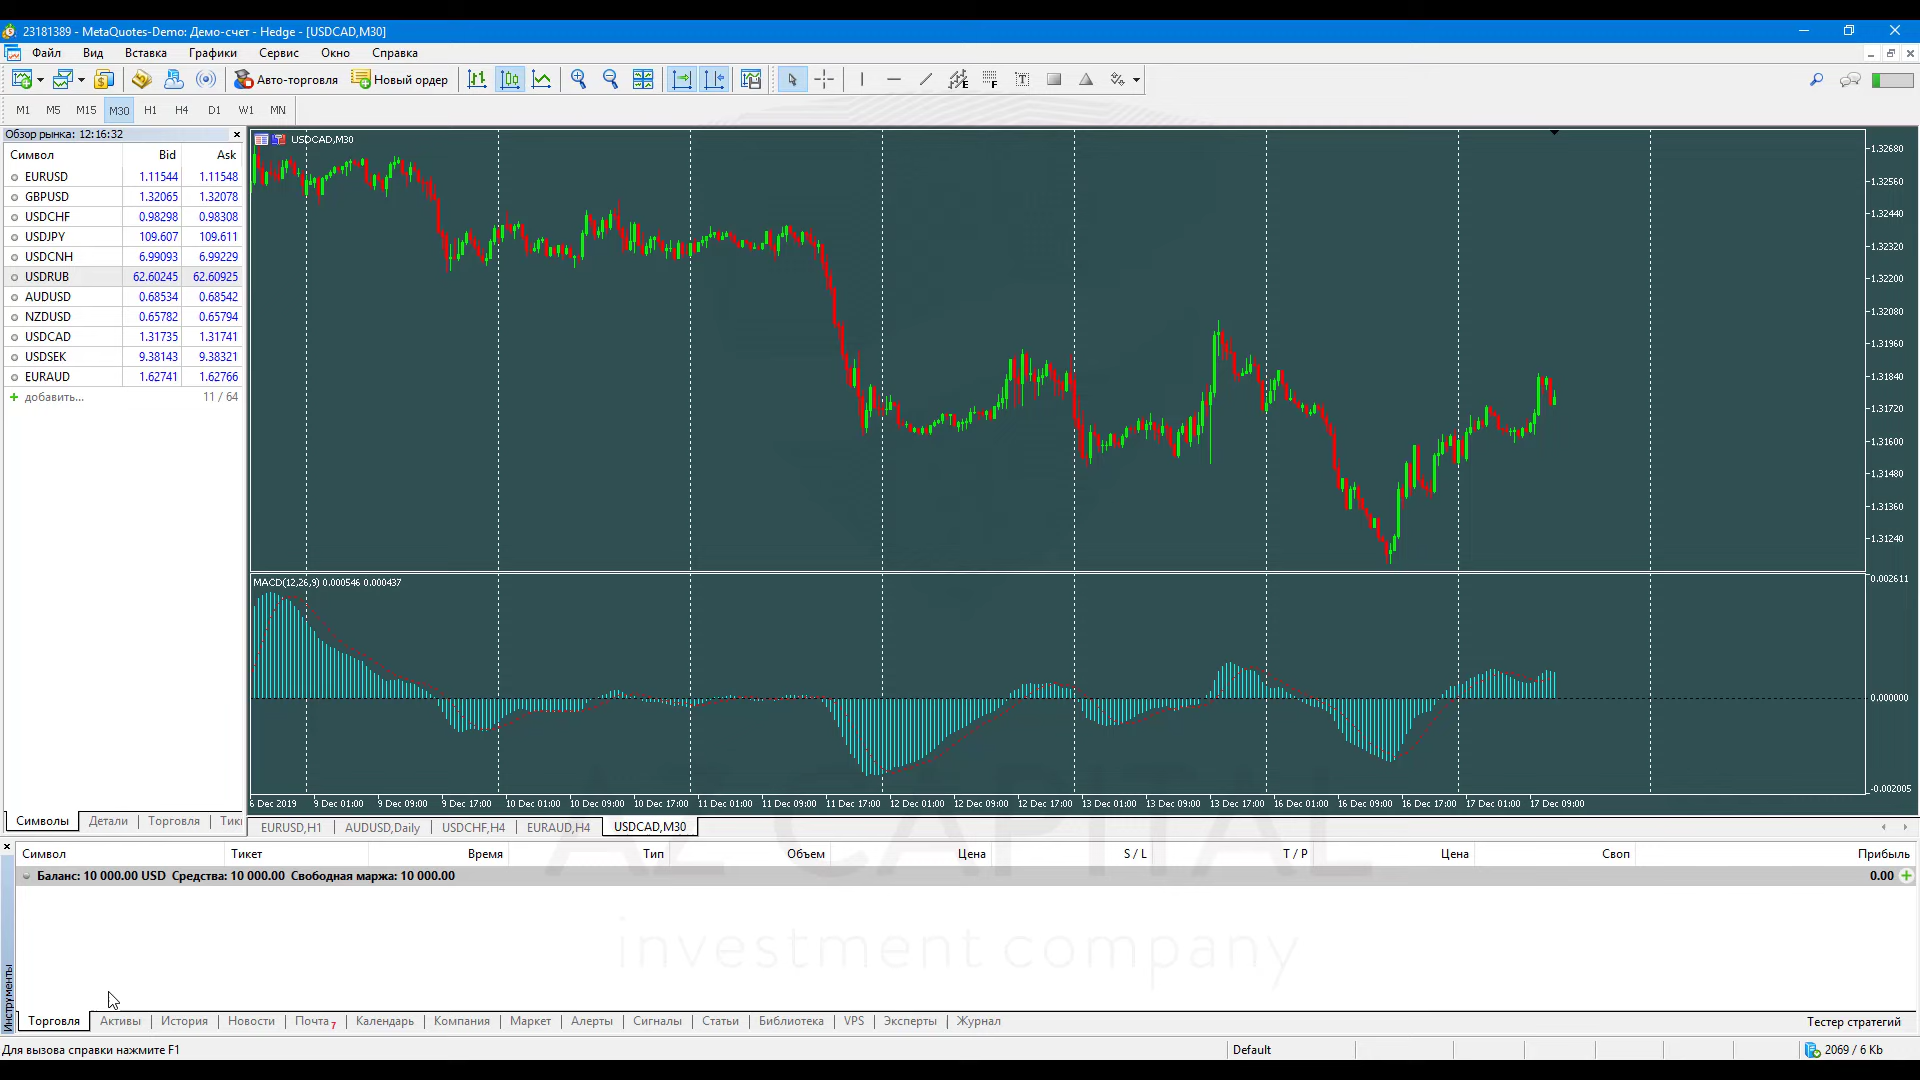 23181389 - MetaQuotes-Demo: Демо-счет - Hedge - [USDCAD,M30]
Файл Вид Вставка Графики Сервис Окно Справка
Авто-торговля Новый ордер
M1 M5 M15 M30 H1 H4 D1 W1 MN
Обзор рынка: 12:16:32
Символ Bid Ask
EURUSD 1.11544 1.11548
GBPUSD 1.32065 1.32078
USDCHF 0.98298 0.98308
USDJPY 109.607 109.611
USDCNH 6.99093 6.99229
USDRUB 62.60245 62.60925
AUDUSD 0.68534 0.68542
NZDUSD 0.65782 0.65794
USDCAD 1.31735 1.31741
USDSEK 9.38143 9.38321
EURAUD 1.62741 1.62766
добавить... 11 / 64
Символы Детали Торговля Тики
USDCAD,M30
1.32680
1.32560
1.32440
1.32320
1.32200
1.32080
1.31960
1.31840
1.31720
1.31600
1.31480
1.31360
1.31240
MACD(12,26,9) 0.000546 0.000437
0.002611
0.000000
-0.002005
6 Dec 2019 9 Dec 01:00 9 Dec 09:00 9 Dec 17:00 10 Dec 01:00 10 Dec 09:00 10 Dec 17:00 11 Dec 01:00 11 Dec 09:00 11 Dec 17:00 12 Dec 01:00 12 Dec 09:00 12 Dec 17:00 13 Dec 01:00 13 Dec 09:00 13 Dec 17:00 16 Dec 01:00 16 Dec 09:00 16 Dec 17:00 17 Dec 01:00 17 Dec 09:00
EURUSD,H1 AUDUSD,Daily USDCHF,H4 EURAUD,H4 USDCAD,M30
AZ CAPITAL
investment company
Символ Тикет Время Тип Объем Цена S / L T / P Цена Своп Прибыль
Баланс: 10 000.00 USD Средства: 10 000.00 Свободная маржа: 10 000.00 0.00
Инструменты
Торговля Активы История Новости Почта 7 Календарь Компания Маркет Алерты Сигналы Статьи Библиотека VPS Эксперты Журнал Тестер стратегий
Для вызова справки нажмите F1 Default 2069 / 6 Kb